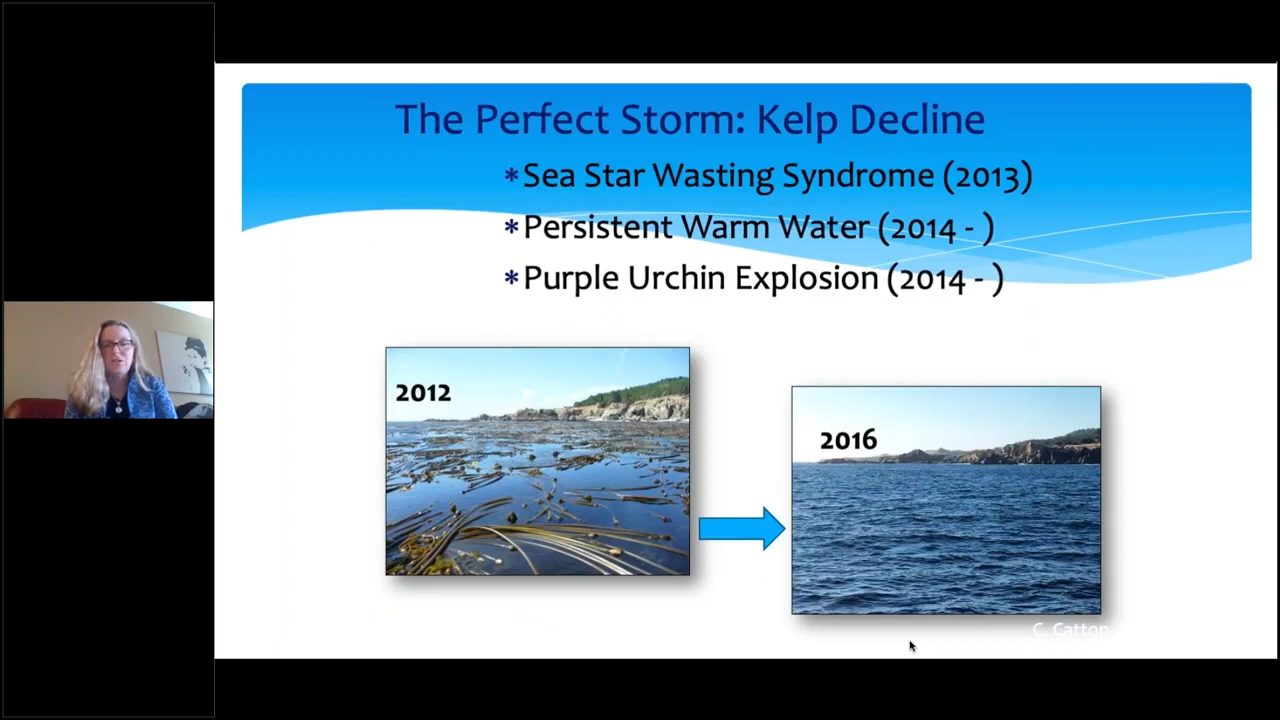 The Perfect Storm: Kelp Decline
*Sea Star Wasting Syndrome (2013)
*Persistent Warm Water (2014 - )
*Purple Urchin Explosion (2014 - )
2012
2016
C. Catton